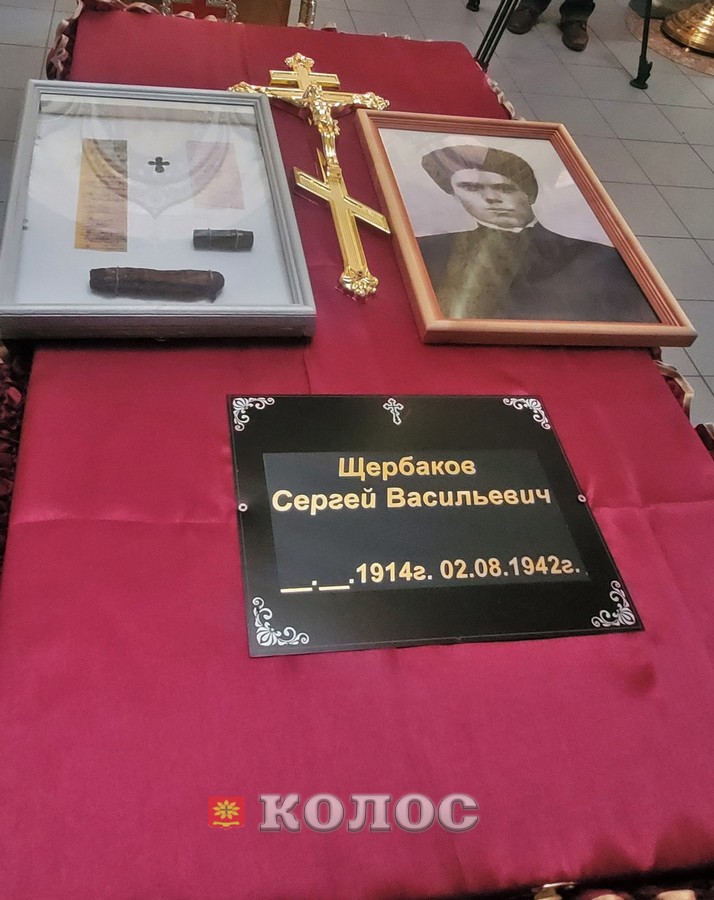 Щербаков
Сергей Васильевич
__.__.1914г. 02.08.1942г.
КОЛОС